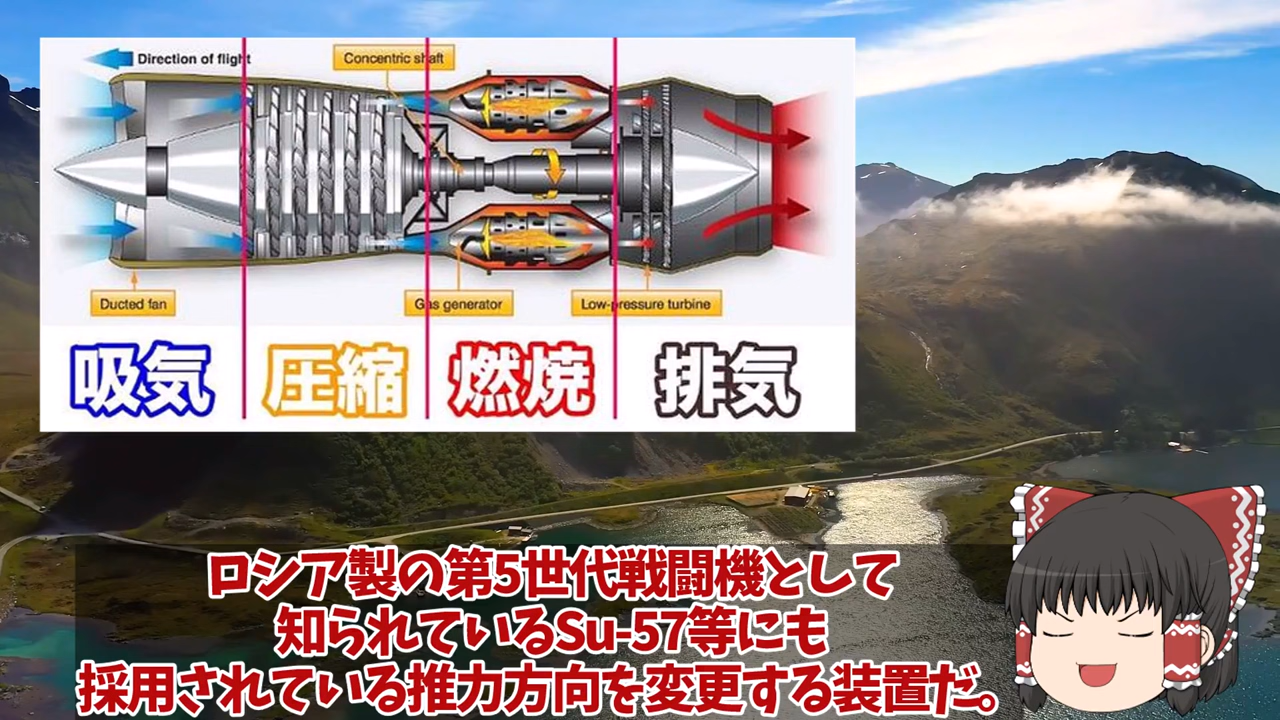 Direction of flight
Concentric shaft
Ducted fan
Gas generator
Low-pressure turbine
吸気
圧縮
燃焼
排気
ロシア製の第5世代戦闘機として
知られているSu-57等にも
採用されている推力方向を変更する装置だ。